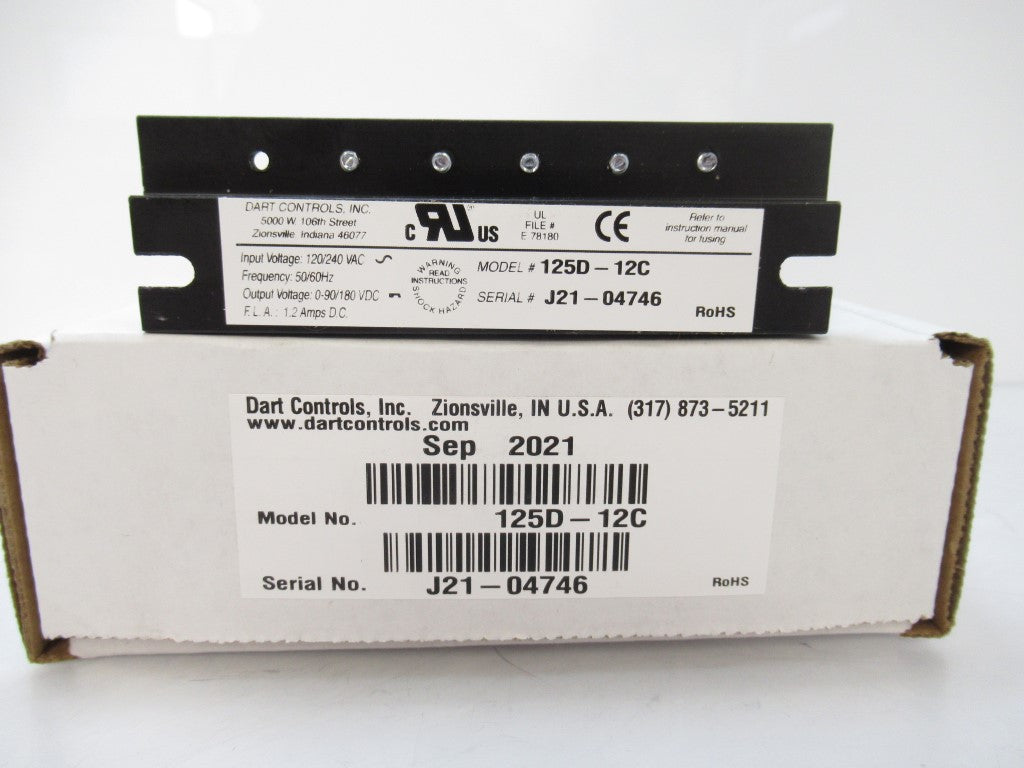 DART CONTROLS, INC.
5000 W. 106th Street
Zionsville, Indiana 46077
c RU US
UL
FILE #
E 78180
CE
Refer to
instruction manual
for fusing
Input Voltage: 120/240 VAC
Frequency: 50/60Hz
Output Voltage: 0-90/180 VDC
F.L.A.: 1.2 Amps D.C.
WARNING
READ
INSTRUCTIONS
SHOCK HAZARD
MODEL # 125D-12C
SERIAL # J21-04746
RoHS
Dart Controls, Inc. Zionsville, IN U.S.A. (317) 873-5211
www.dartcontrols.com
Sep 2021
Model No. 125D-12C
Serial No. J21-04746
RoHS